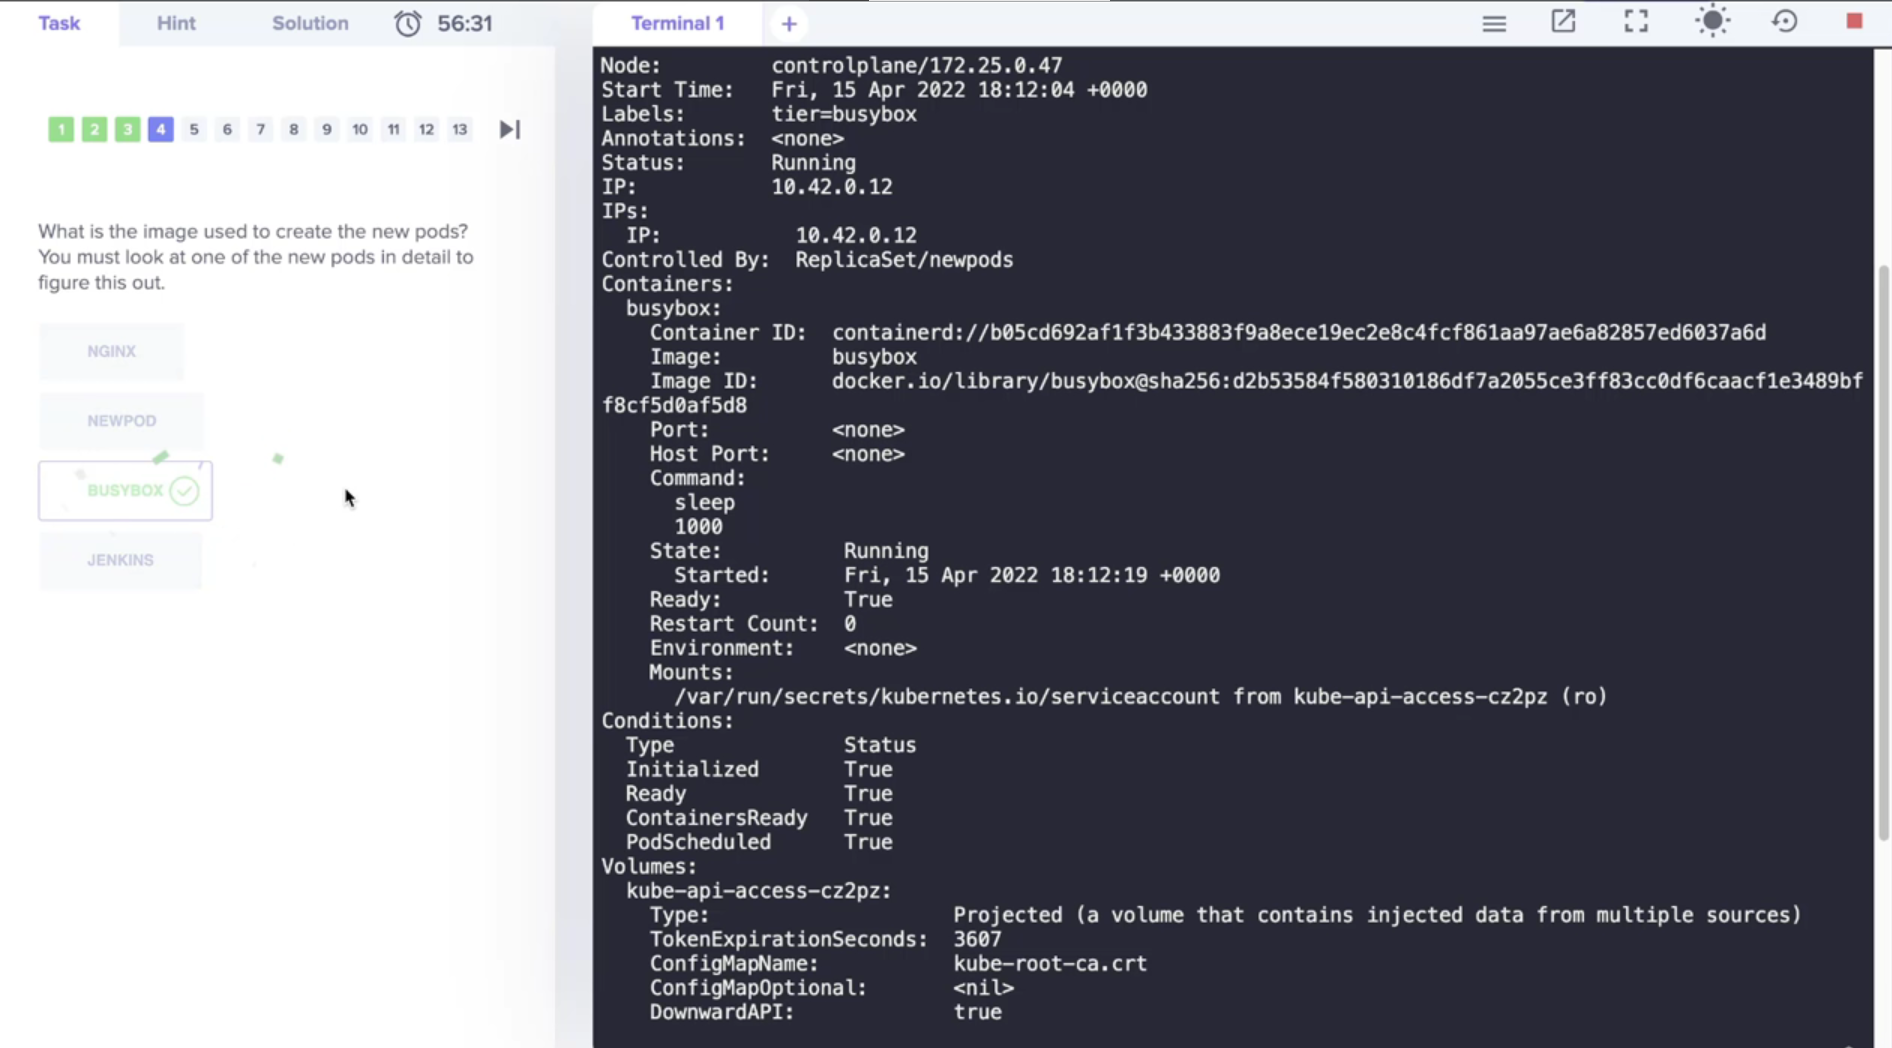 Task Hint Solution 56:31
1 2 3 4 5 6 7 8 9 10 11 12 13
What is the image used to create the new pods?
You must look at one of the new pods in detail to
figure this out.
NGINX
NEWPOD
BUSYBOX
JENKINS
Terminal 1 +
Node: controlplane/172.25.0.47
Start Time: Fri, 15 Apr 2022 18:12:04 +0000
Labels: tier=busybox
Annotations: <none>
Status: Running
IP: 10.42.0.12
IPs:
IP: 10.42.0.12
Controlled By: ReplicaSet/newpods
Containers:
busybox:
Container ID: containerd://b05cd692af1f3b433883f9a8ece19ec2e8c4fcf861aa97ae6a82857ed6037a6d
Image: busybox
Image ID: docker.io/library/busybox@sha256:d2b53584f580310186df7a2055ce3ff83cc0df6caacf1e3489bf
f8cf5d0af5d8
Port: <none>
Host Port: <none>
Command:
sleep
1000
State: Running
Started: Fri, 15 Apr 2022 18:12:19 +0000
Ready: True
Restart Count: 0
Environment: <none>
Mounts:
/var/run/secrets/kubernetes.io/serviceaccount from kube-api-access-cz2pz (ro)
Conditions:
Type Status
Initialized True
Ready True
ContainersReady True
PodScheduled True
Volumes:
kube-api-access-cz2pz:
Type: Projected (a volume that contains injected data from multiple sources)
TokenExpirationSeconds: 3607
ConfigMapName: kube-root-ca.crt
ConfigMapOptional: <nil>
DownwardAPI: true